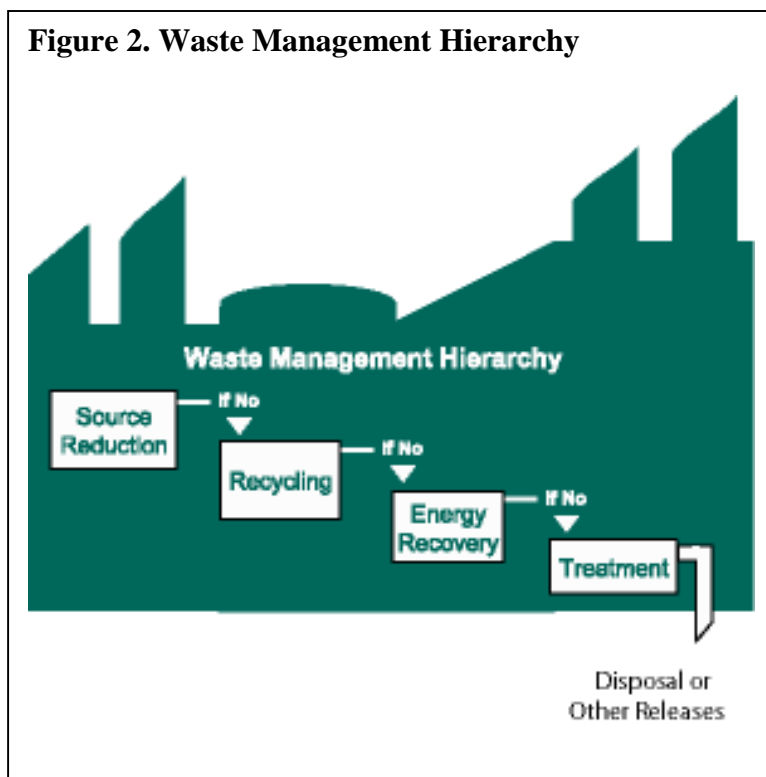 Figure 2. Waste Management Hierarchy
Waste Management Hierarchy
Source
Reduction
If No
Recycling
If No
Energy
Recovery
If No
Treatment
Disposal or
Other Releases